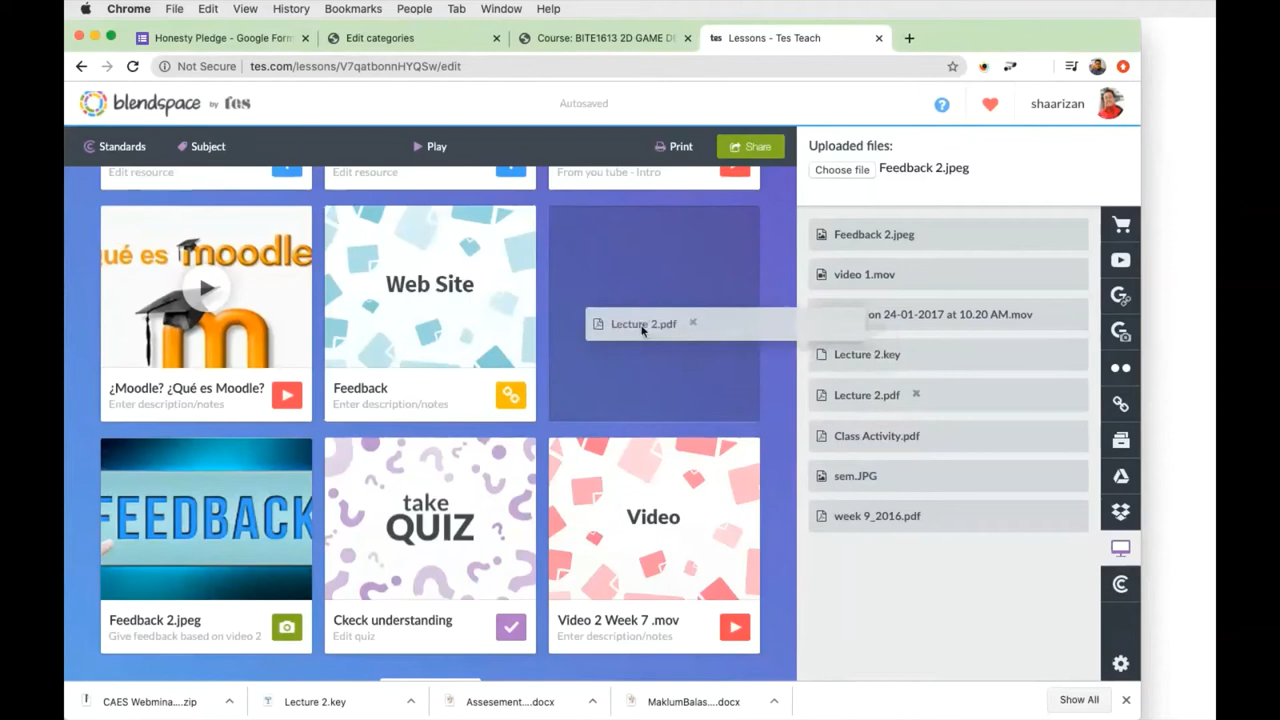 Chrome File Edit View History Bookmarks People Tab Window Help
Honesty Pledge - Google Form
Edit categories
Course: BITE1613 2D GAME DE
tes Lessons - Tes Teach
Not Secure tes.com/lessons/V7qatbonnHYQSw/edit
blendspace by tes
Autosaved
? shaarizan
Standards Subject Play Print Share
Uploaded files:
Choose file Feedback 2.jpeg
Edit resource
Edit resource
From you tube - Intro
ué es moodle
m
¿Moodle? ¿Qué es Moodle?
Enter description/notes
Web Site
Feedback
Enter description/notes
Lecture 2.pdf
FEEDBACK
Feedback 2.jpeg
Give feedback based on video 2
take
QUIZ
Ckeck understanding
Edit quiz
Video
Video 2 Week 7 .mov
Enter description/notes
Feedback 2.jpeg
video 1.mov
on 24-01-2017 at 10.20 AM.mov
Lecture 2.key
Lecture 2.pdf
Class Activity.pdf
sem.JPG
week 9_2016.pdf
CAES Webmina....zip
Lecture 2.key
Assesement....docx
MaklumBalas....docx
Show All